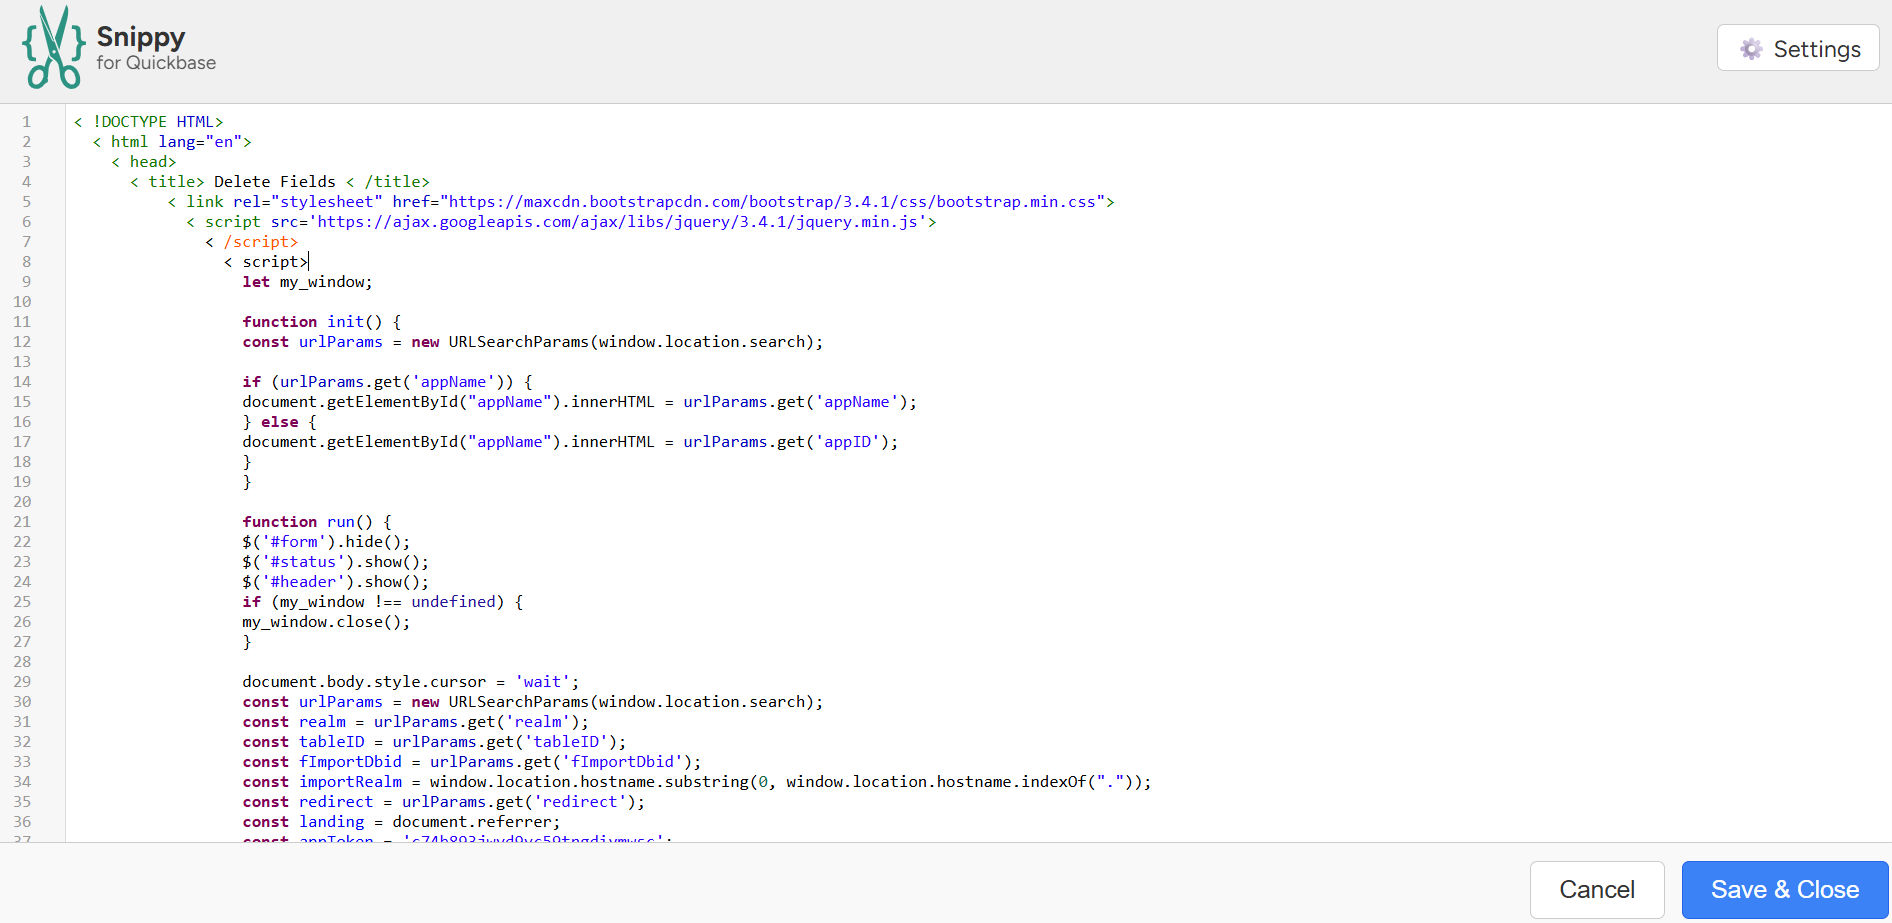 Snippy
for Quickbase
Settings
1 < !DOCTYPE HTML>
2 < html lang="en">
3 < head>
4 < title> Delete Fields < /title>
5 < link rel="stylesheet" href="https://maxcdn.bootstrapcdn.com/bootstrap/3.4.1/css/bootstrap.min.css">
6 < script src='https://ajax.googleapis.com/ajax/libs/jquery/3.4.1/jquery.min.js'>
7 < /script>
8 < script>
9 let my_window;
10
11 function init() {
12 const urlParams = new URLSearchParams(window.location.search);
13
14 if (urlParams.get('appName')) {
15 document.getElementById("appName").innerHTML = urlParams.get('appName');
16 } else {
17 document.getElementById("appName").innerHTML = urlParams.get('appID');
18 }
19 }
20
21 function run() {
22 $('#form').hide();
23 $('#status').show();
24 $('#header').show();
25 if (my_window !== undefined) {
26 my_window.close();
27 }
28
29 document.body.style.cursor = 'wait';
30 const urlParams = new URLSearchParams(window.location.search);
31 const realm = urlParams.get('realm');
32 const tableID = urlParams.get('tableID');
33 const fImportDbid = urlParams.get('fImportDbid');
34 const importRealm = window.location.hostname.substring(0, window.location.hostname.indexOf("."));
35 const redirect = urlParams.get('redirect');
36 const landing = document.referrer;
37 const appToken =
Cancel
Save & Close